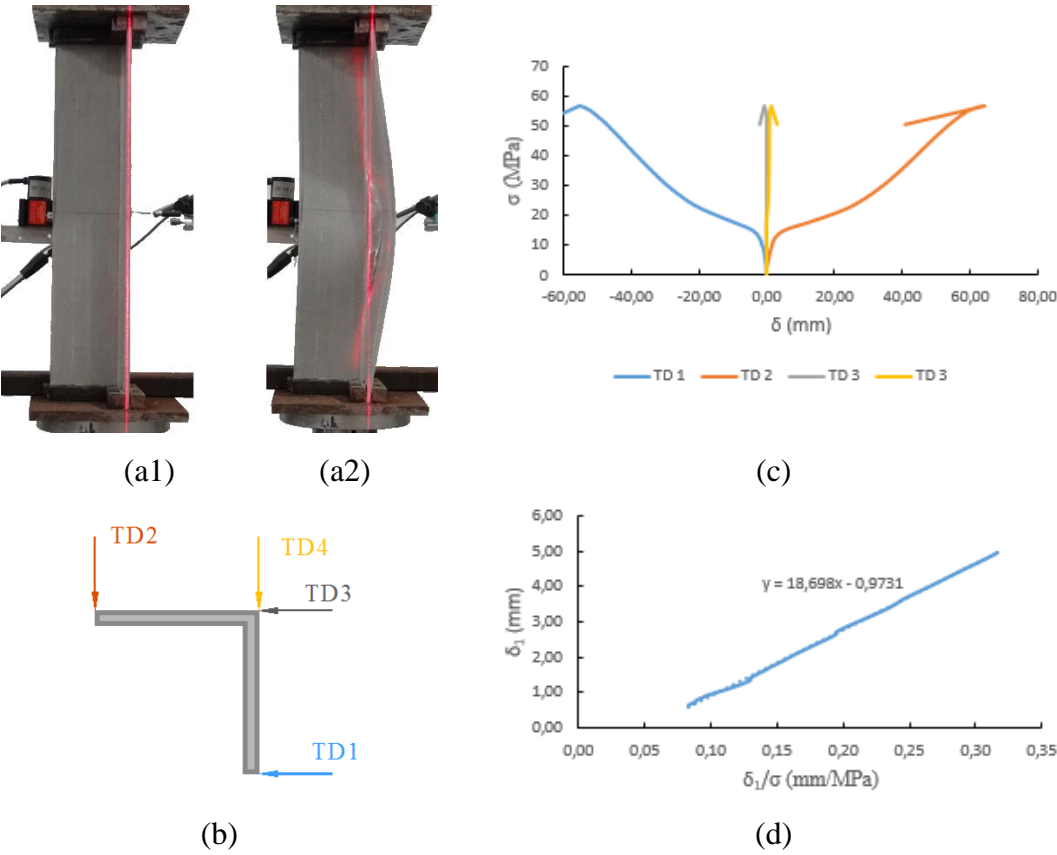 70
60
50
40
30
20
10
0
σ (MPa)
-60,00 -40,00 -20,00 0,00 20,00 40,00 60,00 80,00
δ (mm)
TD 1 TD 2 TD 3 TD 3
(a1) (a2) (c)
TD2
TD4
TD3
TD1
(b)
6,00
5,00
4,00
3,00
2,00
1,00
0,00
δ₁ (mm)
y = 18,698x - 0,9731
0,00 0,05 0,10 0,15 0,20 0,25 0,30 0,35
δ₁/σ (mm/MPa)
(d)